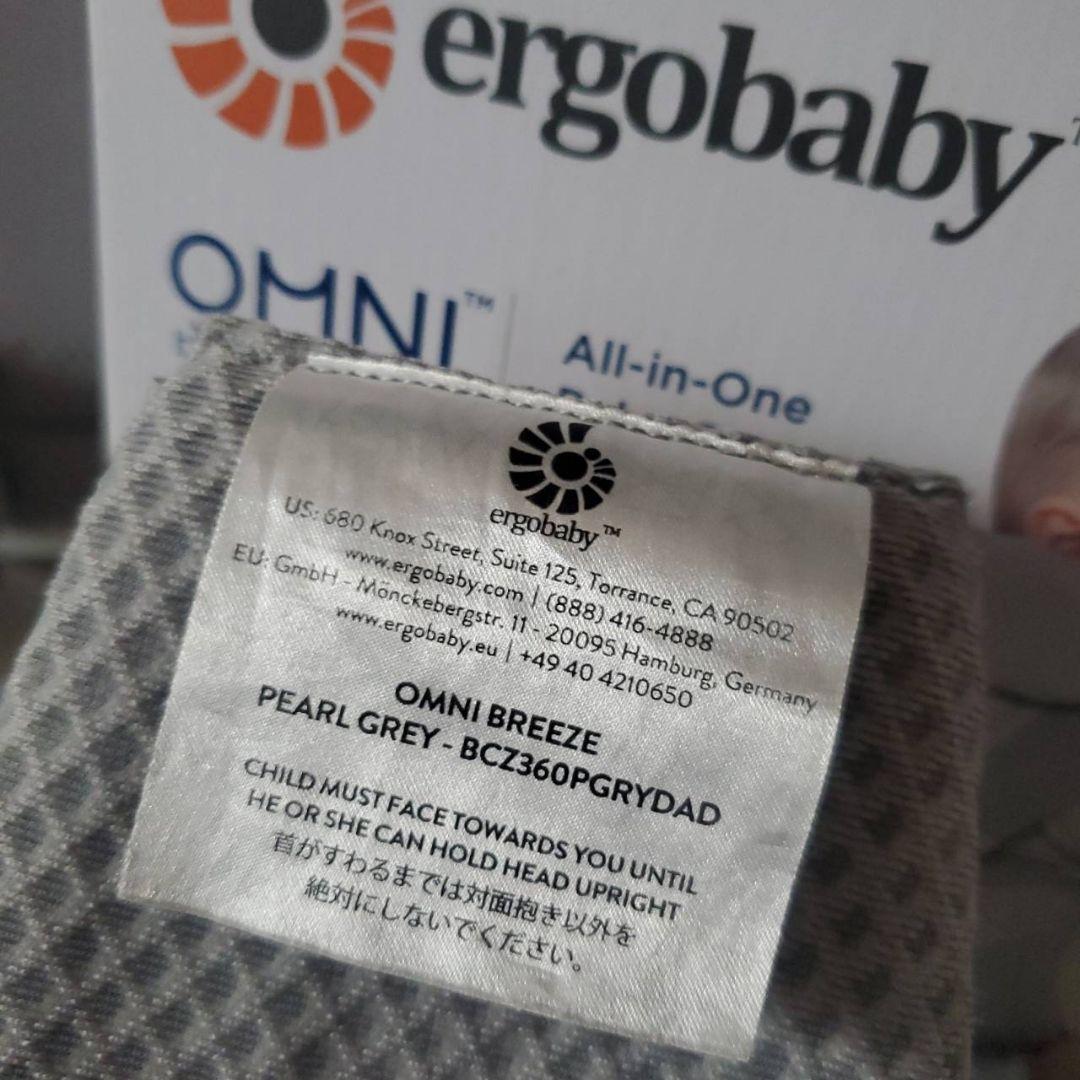 ergobaby™
OMNI™
All-in-One
ergobaby™
US: 680 Knox Street, Suite 125, Torrance, CA 90502
www.ergobaby.com | (888) 416-4888
EU: GmbH - Mönckebergstr. 11 - 20095 Hamburg, Germany
www.ergobaby.eu | +49 40 4210650
OMNI BREEZE
PEARL GREY - BCZ360PGRYDAD
CHILD MUST FACE TOWARDS YOU UNTIL
HE OR SHE CAN HOLD HEAD UPRIGHT
首がすわるまでは対面抱き以外を
絶対にしないでください。